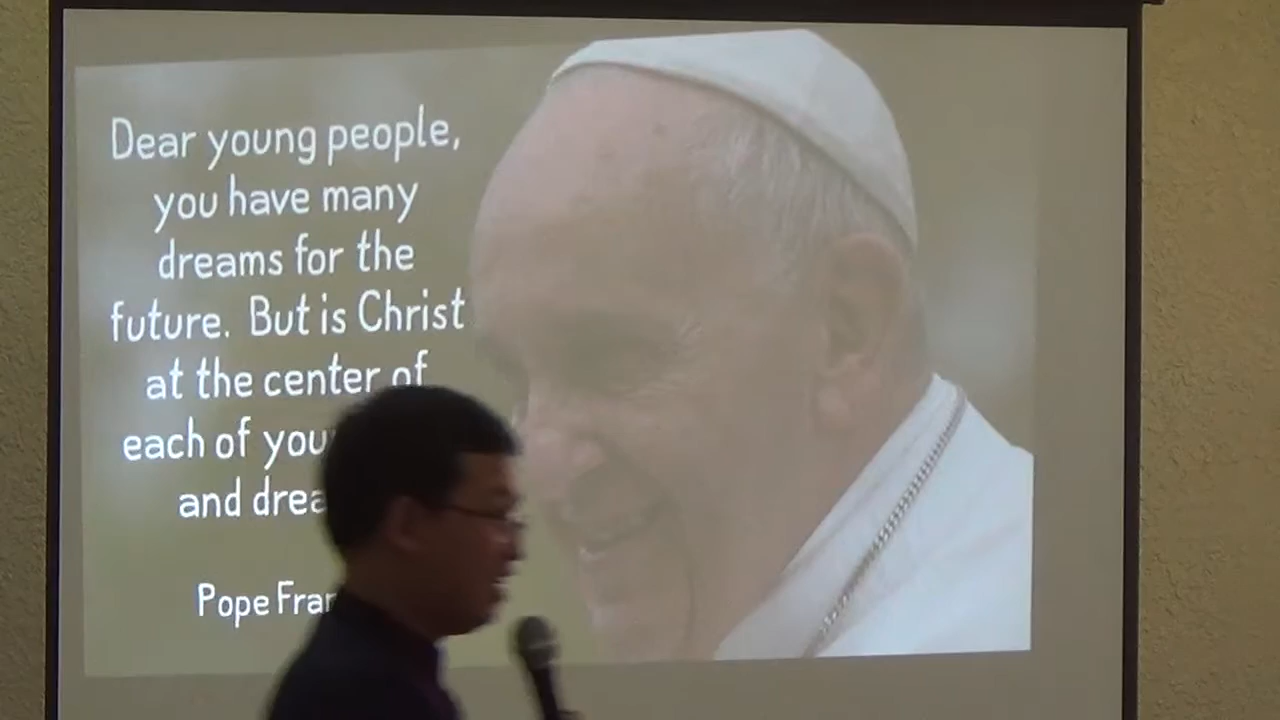 Dear young people,
you have many
dreams for the
future. But is Christ
at the center of
each of
and
Pope